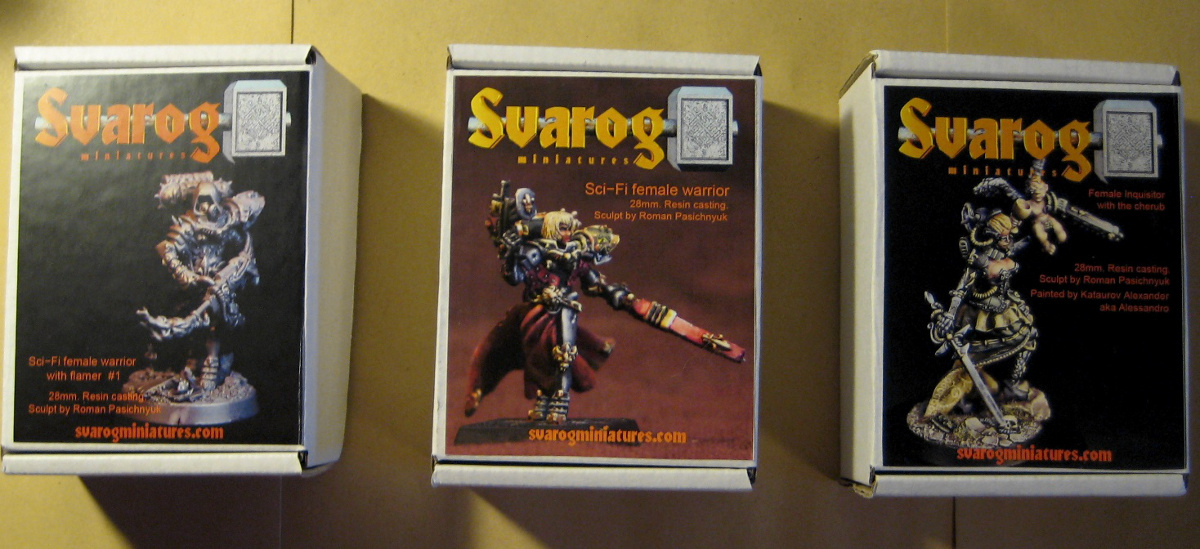 Svarog
miniatures
Sci-Fi female warrior
with flamer #1
28mm. Resin casting.
Sculpt by Roman Pasichnyuk
svarogminiatures.com
Svarog
miniatures
Sci-Fi female warrior
28mm. Resin casting.
Sculpt by Roman Pasichnyuk
svarogminiatures.com
Svarog
miniatures
Female Inquisitor
with the cherub
28mm. Resin casting.
Sculpt by Roman Pasichnyuk
Painted by Kataurov Alexander
aka Alessandro
svarogminiatures.com